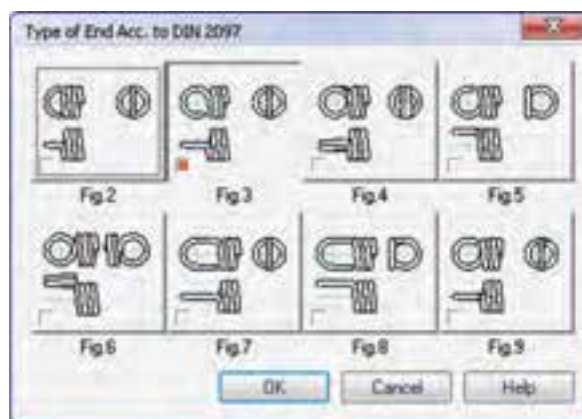 Type of End Acc. to DIN 2097
Fig.2 Fig.3 Fig.4 Fig.5
Fig.6 Fig.7 Fig.8 Fig.9
OK Cancel Help